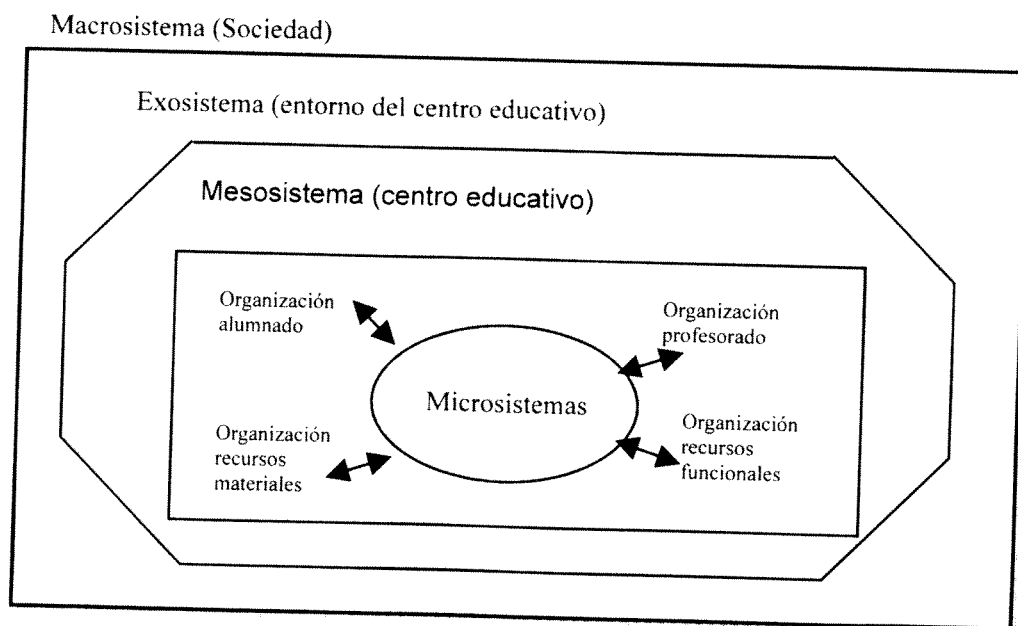 Macrosistema (Sociedad)
Exosistema (entorno del centro educativo)
Mesosistema (centro educativo)
Organización
alumnado
Organización
profesorado
Microsistemas
Organización
recursos
materiales
Organización
recursos
funcionales